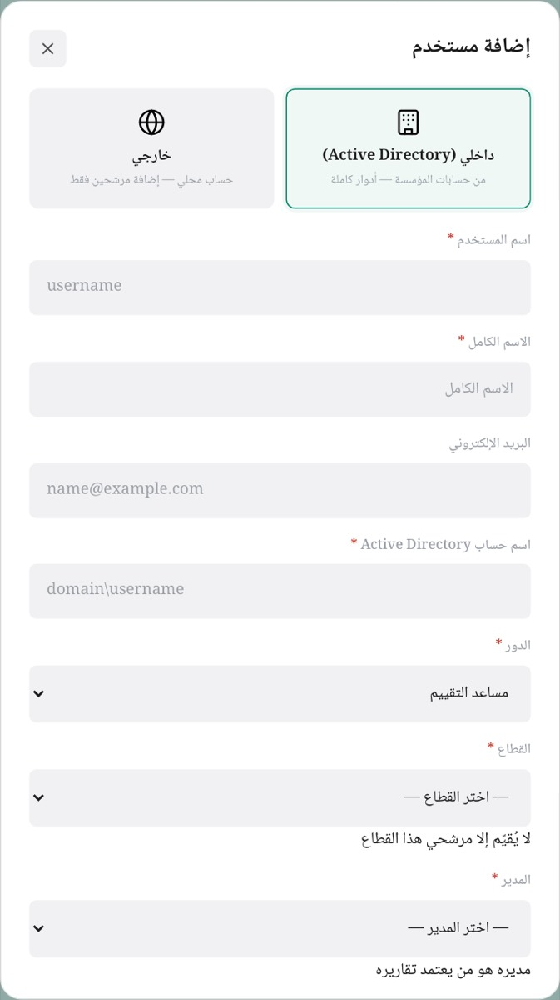 إضافة مستخدم
داخلي (Active Directory)
من حسابات المؤسسة — أدوار كاملة
خارجي
حساب محلي — إضافة مرشحين فقط
اسم المستخدم *
username
الاسم الكامل *
الاسم الكامل
البريد الإلكتروني
name@example.com
اسم حساب Active Directory *
domain\username
الدور *
مساعد التقييم
القطاع *
— اختر القطاع —
لا يُقيّم إلا مرشحي هذا القطاع
المدير *
— اختر المدير —
مديره هو من يعتمد تقاريره